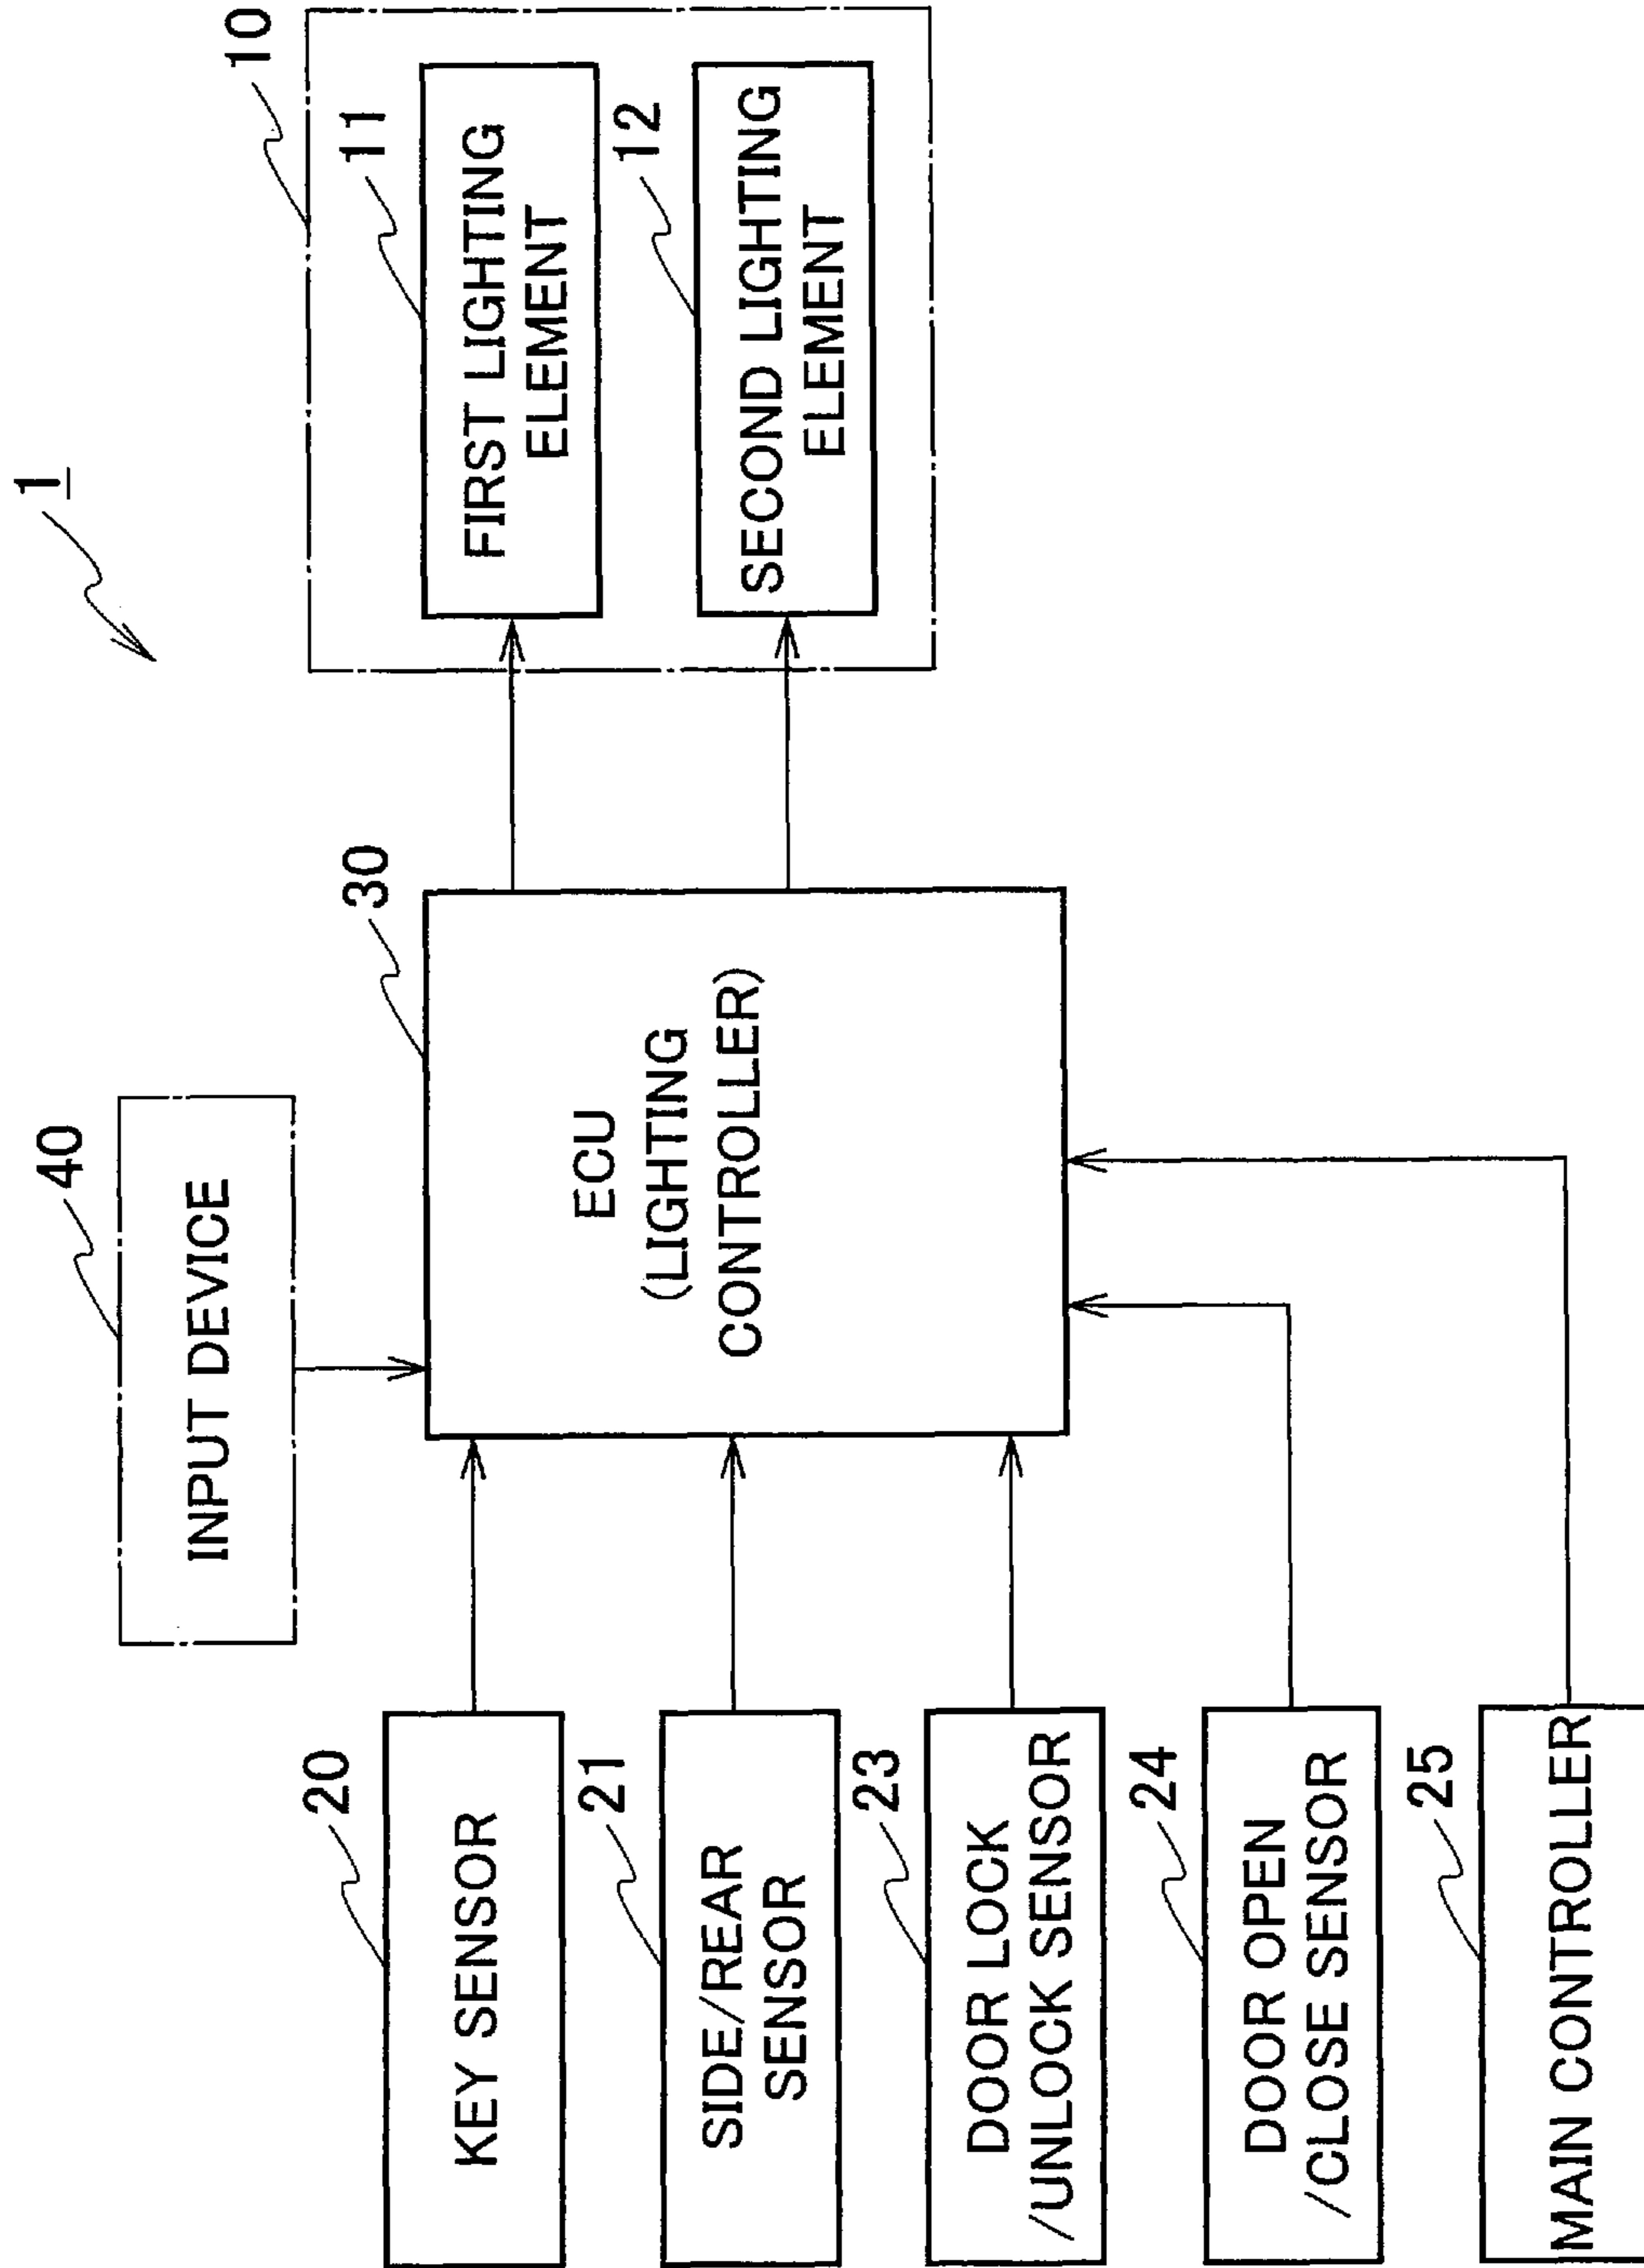 1
10
11
FIRST LIGHTING
ELEMENT
12
SECOND LIGHTING
ELEMENT
30
ECU
(LIGHTING
CONTROLLER)
40
INPUT DEVICE
20
KEY SENSOR
21
SIDE/REAR
SENSOR
23
DOOR LOCK
/UNLOCK SENSOR
24
DOOR OPEN
/CLOSE SENSOR
25
MAIN CONTROLLER